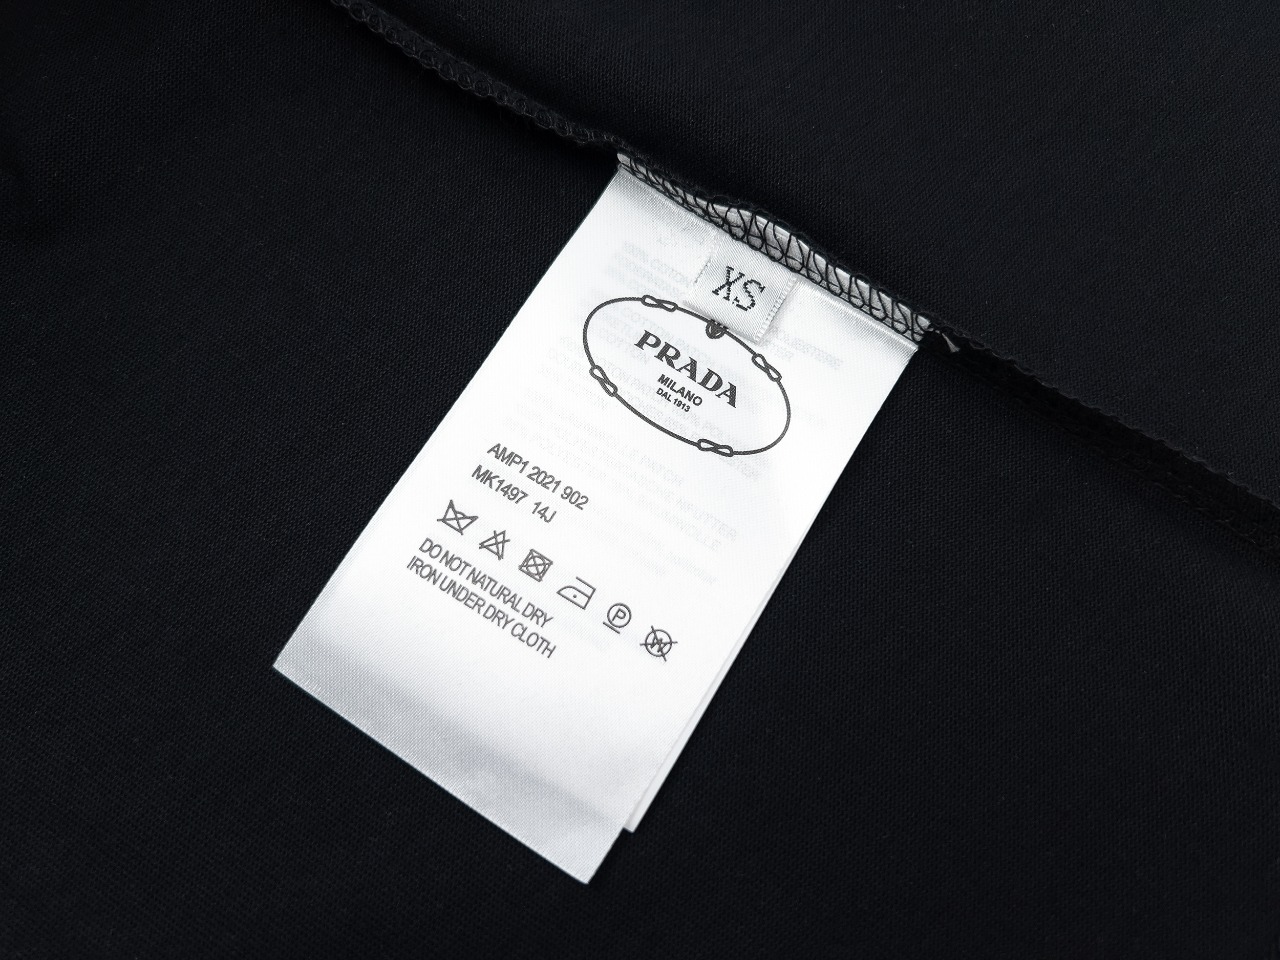 XS
PRADA
MILANO
DAL 1913
AMP1 2021 902
MK1497 14J
P
W
DO NOT NATURAL DRY
IRON UNDER DRY CLOTH